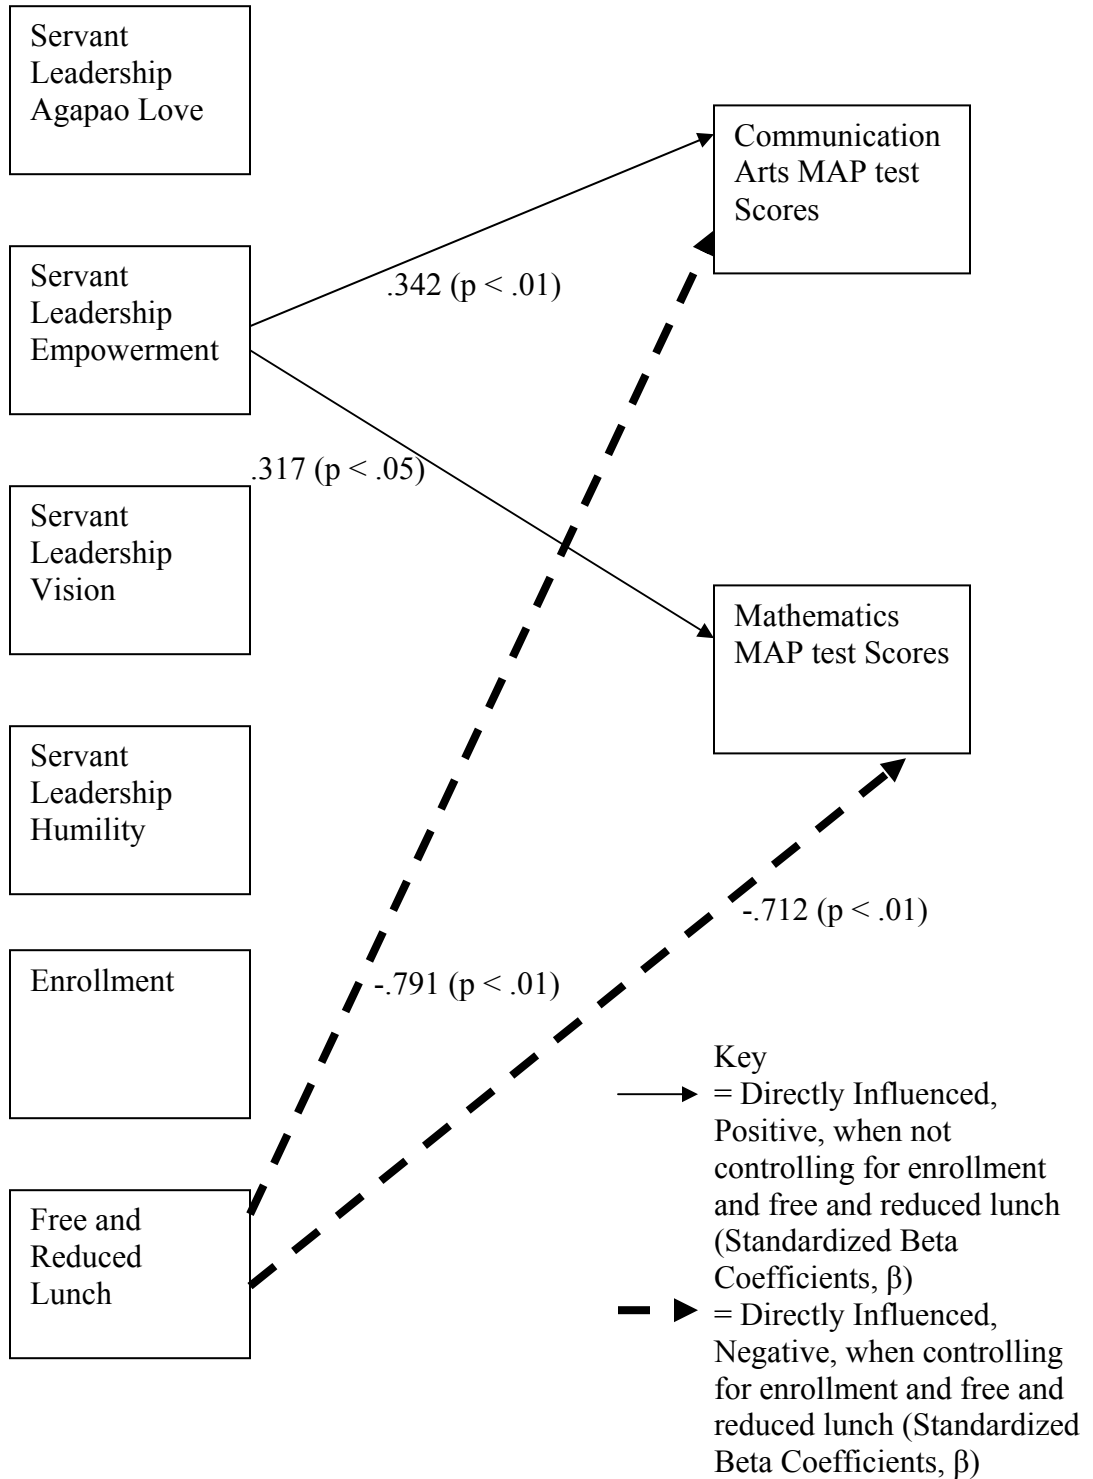 Servant
Leadership
Agapao Love
Communication
Arts MAP test
Scores
Servant
Leadership
Empowerment
.342 (p < .01)
.317 (p < .05)
Servant
Leadership
Vision
Mathematics
MAP test Scores
Servant
Leadership
Humility
-.712 (p < .01)
Enrollment
-.791 (p < .01)
Free and
Reduced
Lunch
Key
= Directly Influenced,
Positive, when not
controlling for enrollment
and free and reduced lunch
(Standardized Beta
Coefficients, β)
= Directly Influenced,
Negative, when controlling
for enrollment and free and
reduced lunch (Standardized
Beta Coefficients, β)